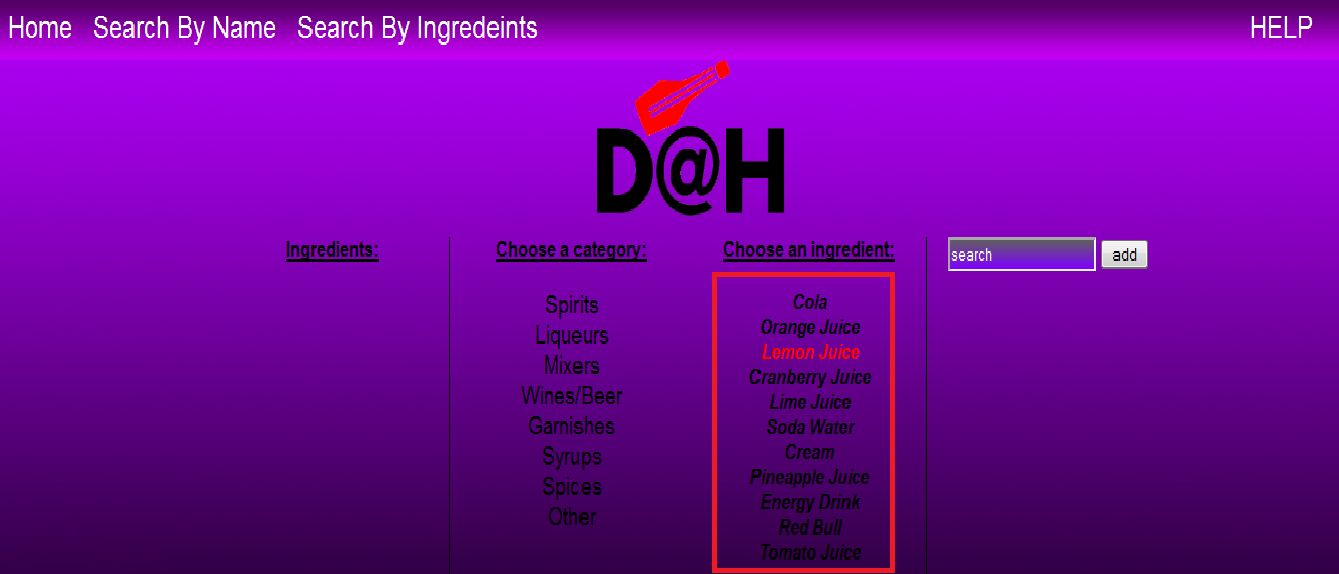 Home Search By Name Search By Ingredeints HELP
D@H
Ingredients: Choose a category: Choose an ingredient: search add
Spirits
Liqueurs
Mixers
Wines/Beer
Garnishes
Syrups
Spices
Other
Cola
Orange Juice
Lemon Juice
Cranberry Juice
Lime Juice
Soda Water
Cream
Pineapple Juice
Energy Drink
Red Bull
Tomato Juice